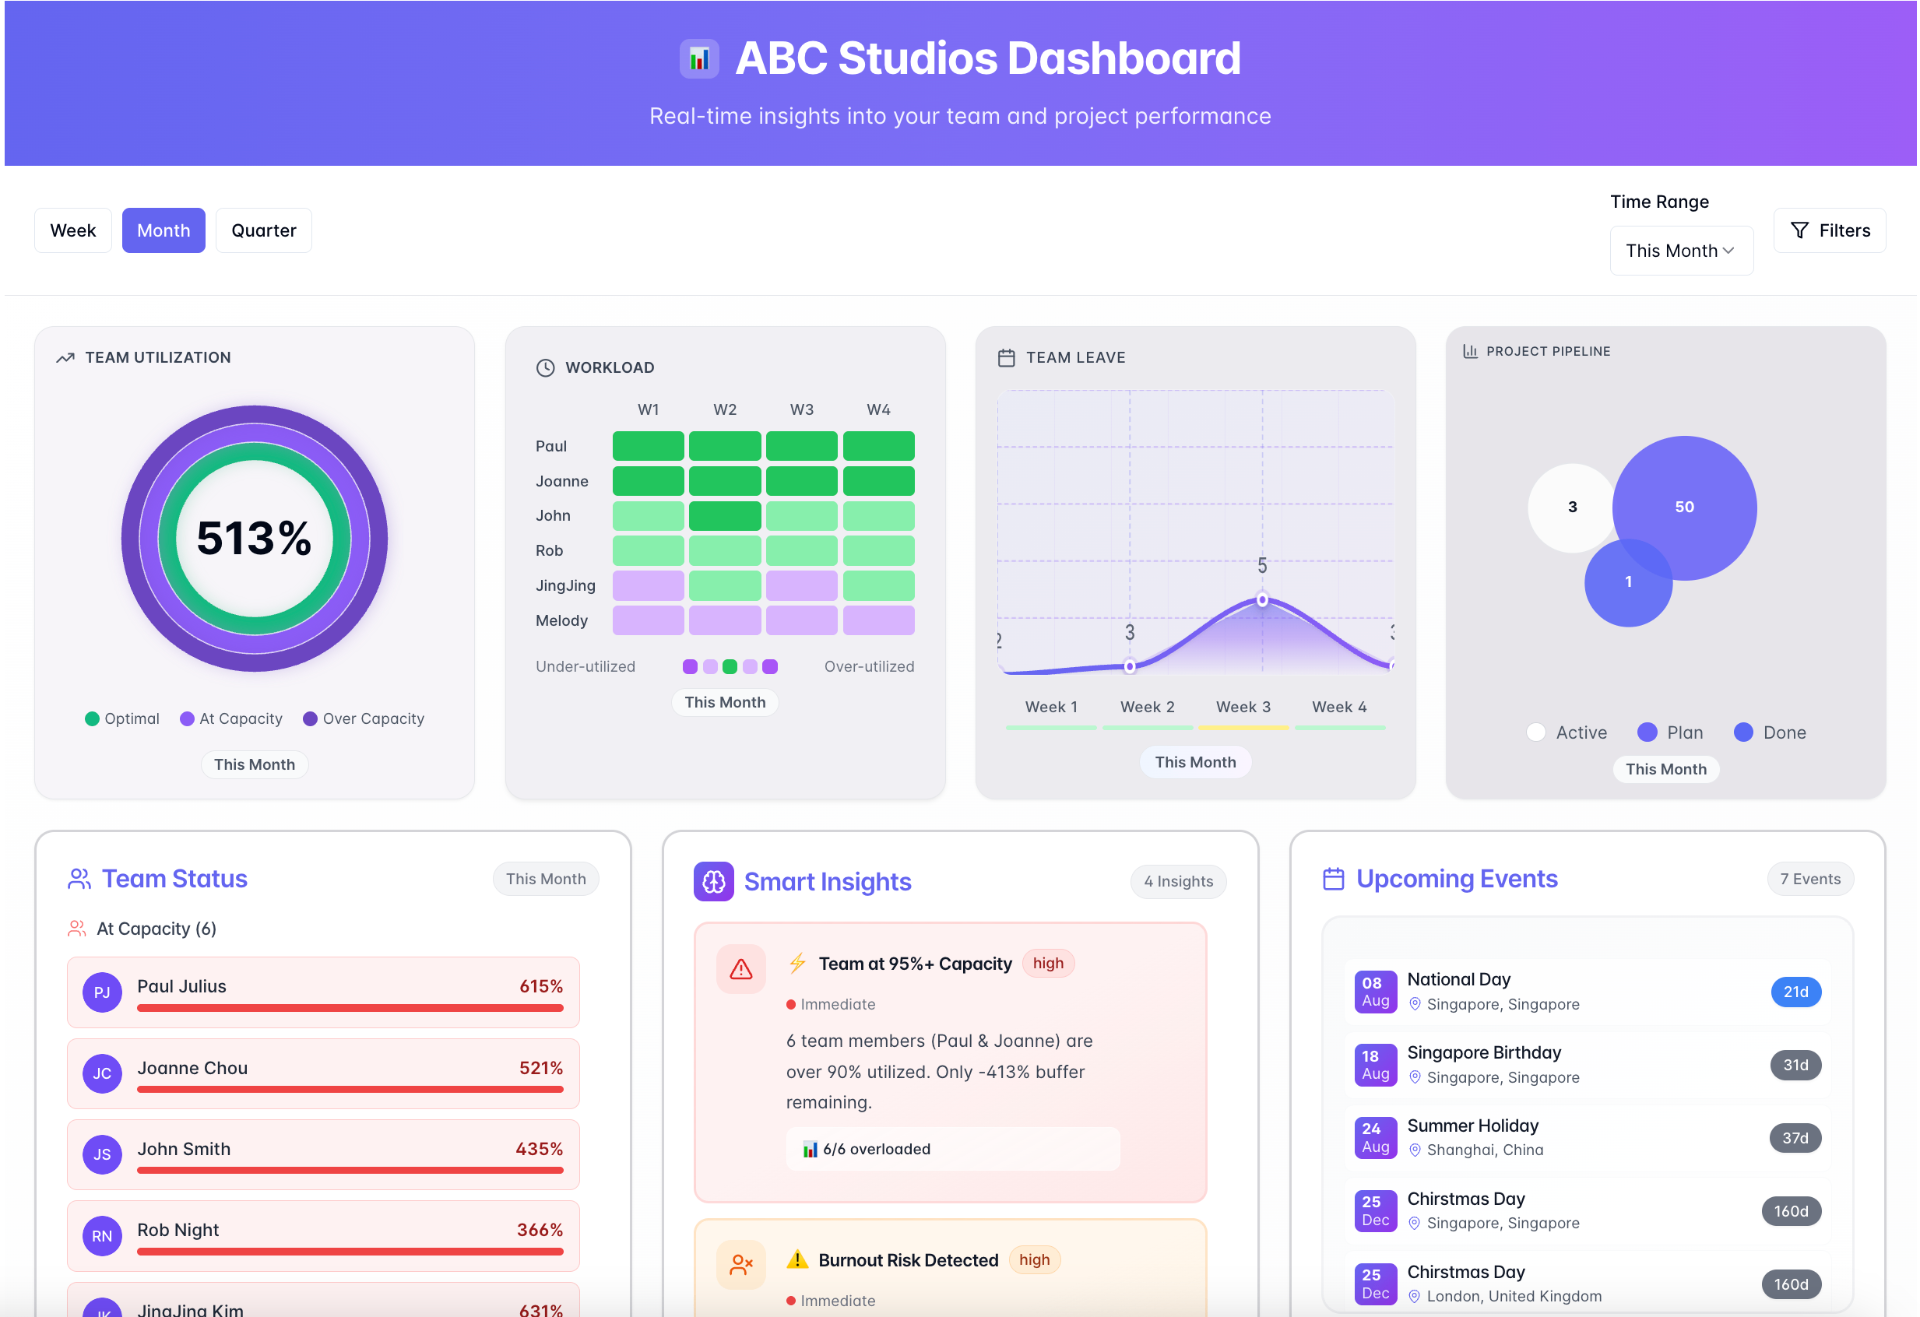 ABC Studios Dashboard
Real-time insights into your team and project performance
Week
Month
Quarter
Time Range
This Month
Filters
TEAM UTILIZATION
513%
Optimal
At Capacity
Over Capacity
This Month
WORKLOAD
W1 W2 W3 W4
Paul
Joanne
John
Rob
JingJing
Melody
Under-utilized
Over-utilized
This Month
TEAM LEAVE
2
3
5
3
Week 1 Week 2 Week 3 Week 4
This Month
PROJECT PIPELINE
3
50
1
Active
Plan
Done
This Month
Team Status
This Month
At Capacity (6)
PJ
Paul Julius
615%
JC
Joanne Chou
521%
JS
John Smith
435%
RN
Rob Night
366%
JK
JingJing Kim
631%
Smart Insights
4 Insights
Team at 95%+ Capacity
high
Immediate
6 team members (Paul & Joanne) are
over 90% utilized. Only -413% buffer
remaining.
6/6 overloaded
Burnout Risk Detected
high
Immediate
Upcoming Events
7 Events
08
Aug
National Day
Singapore, Singapore
21d
18
Aug
Singapore Birthday
Singapore, Singapore
31d
24
Aug
Summer Holiday
Shanghai, China
37d
25
Dec
Chirstmas Day
Singapore, Singapore
160d
25
Dec
Chirstmas Day
London, United Kingdom
160d